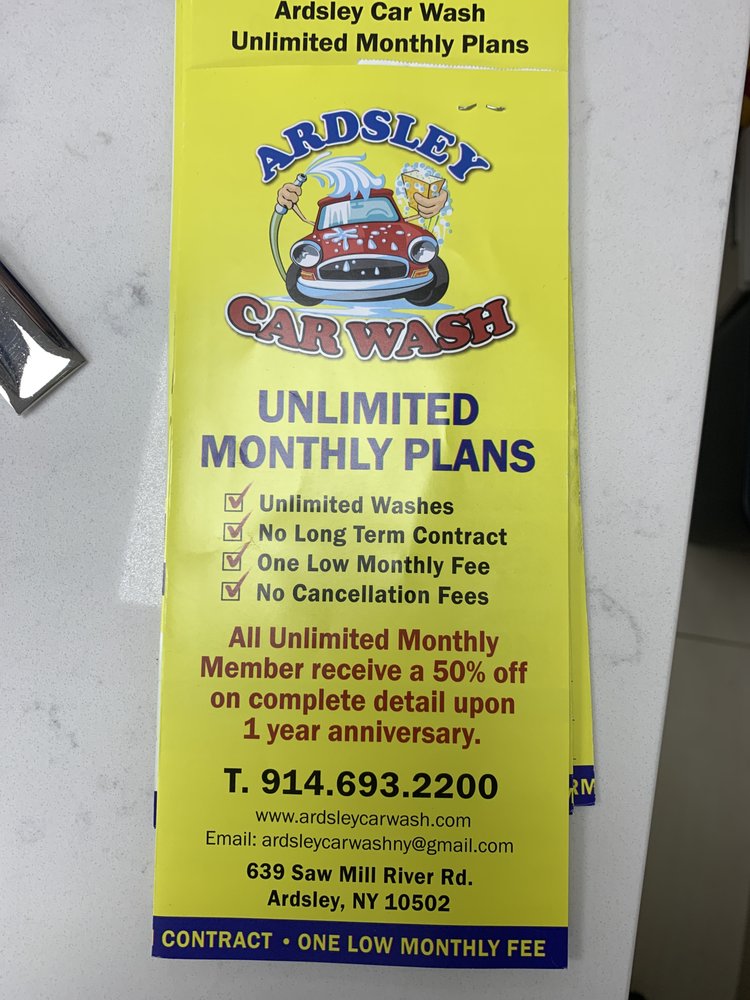 Ardsley Car Wash
Unlimited Monthly Plans
ARDSLEY
CAR WASH
UNLIMITED
MONTHLY PLANS
Unlimited Washes
No Long Term Contract
One Low Monthly Fee
No Cancellation Fees
All Unlimited Monthly
Member receive a 50% off
on complete detail upon
1 year anniversary.
T. 914.693.2200
www.ardsleycarwash.com
Email: ardsleycarwashny@gmail.com
639 Saw Mill River Rd.
Ardsley, NY 10502
CONTRACT • ONE LOW MONTHLY FEE